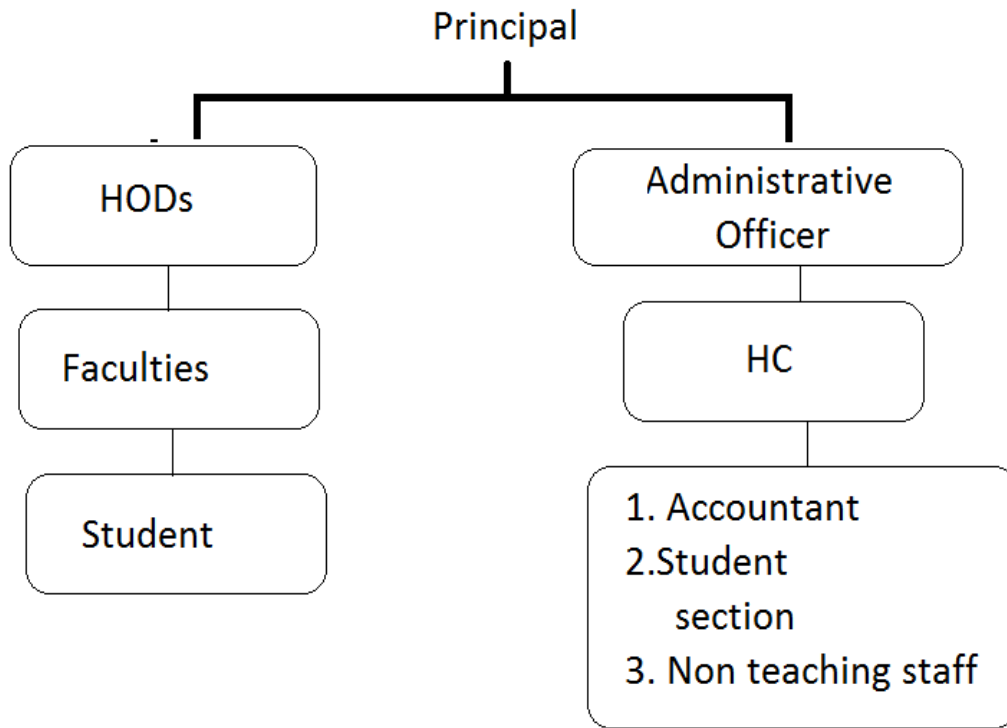 Principal
HODs
Faculties
Student
Administrative
Officer
HC
1. Accountant
2.Student
section
3. Non teaching staff